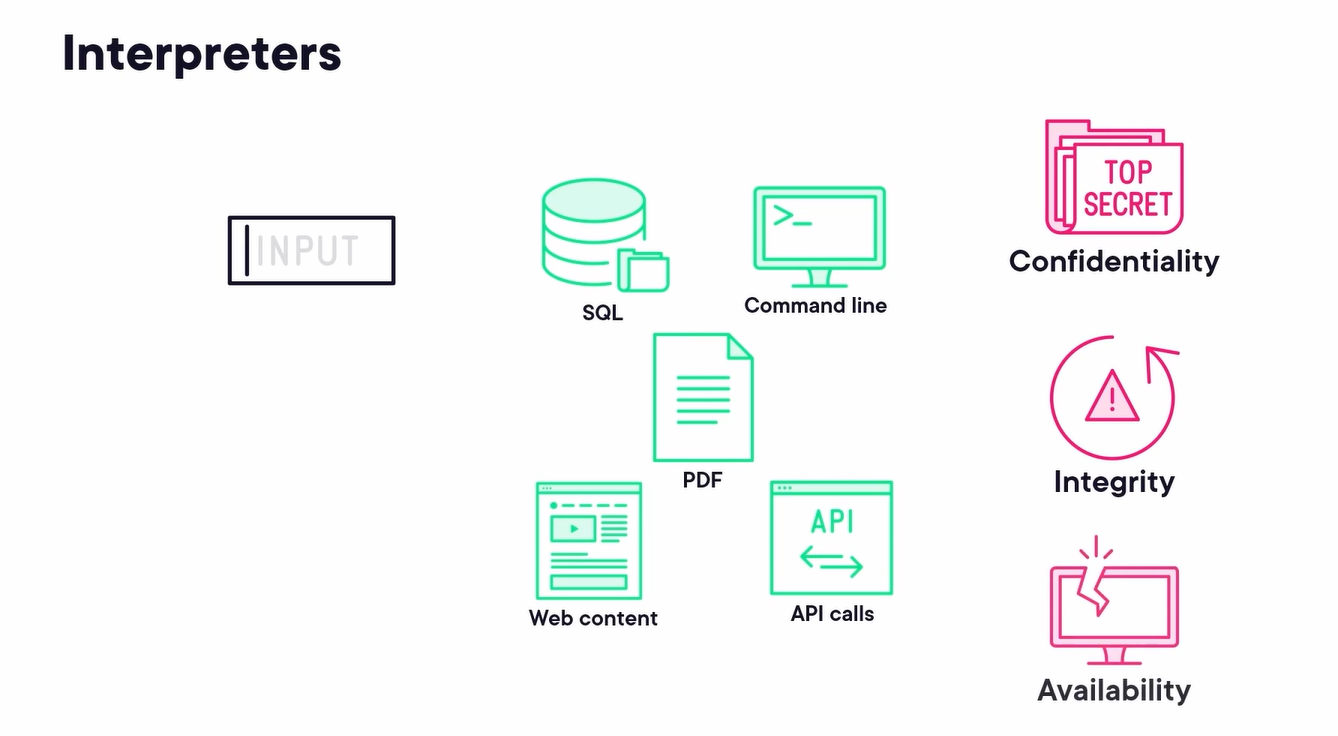 Interpreters
INPUT
SQL
>_
Command line
PDF
Web content
API
API calls
TOP
SECRET
Confidentiality
!
Integrity
Availability